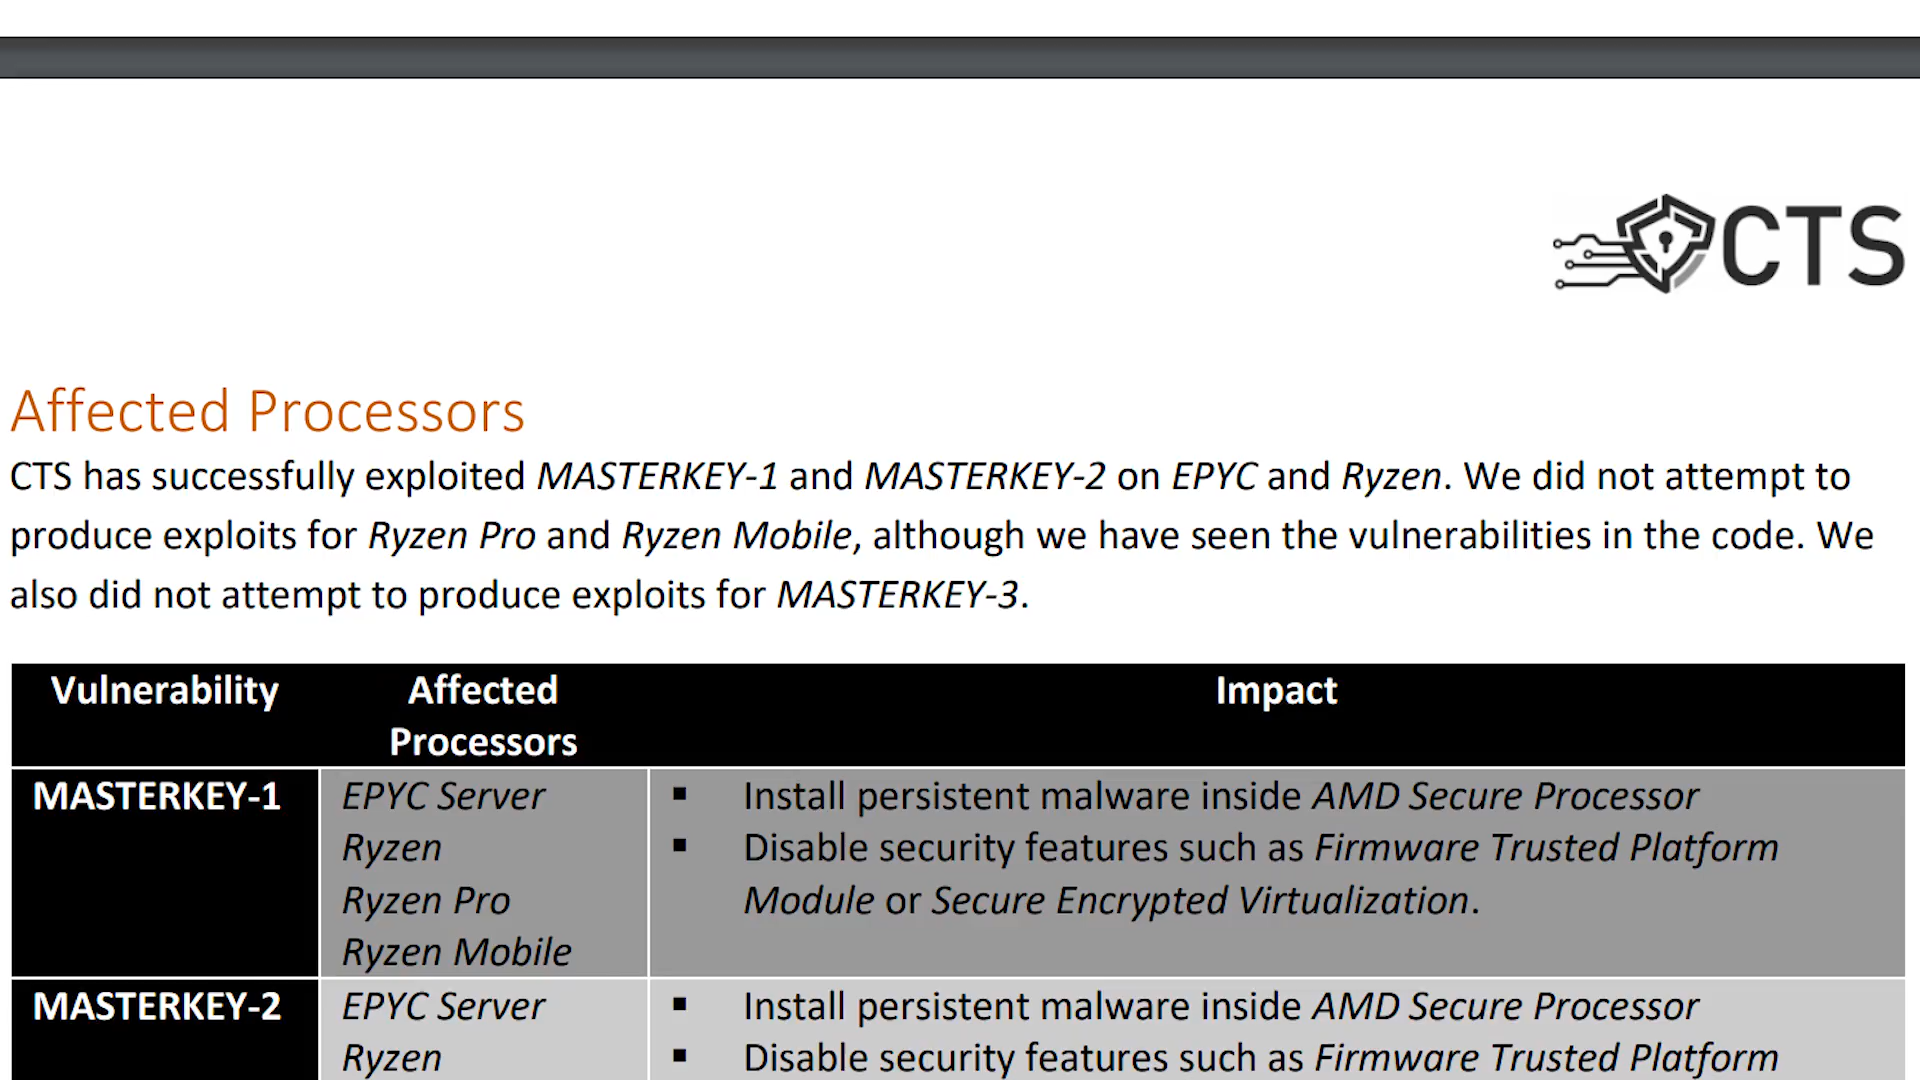 CTS
Affected Processors
CTS has successfully exploited MASTERKEY-1 and MASTERKEY-2 on EPYC and Ryzen. We did not attempt to
produce exploits for Ryzen Pro and Ryzen Mobile, although we have seen the vulnerabilities in the code. We
also did not attempt to produce exploits for MASTERKEY-3.
Vulnerability
Affected
Processors
Impact
MASTERKEY-1
EPYC Server
Ryzen
Ryzen Pro
Ryzen Mobile
▪ Install persistent malware inside AMD Secure Processor
▪ Disable security features such as Firmware Trusted Platform
Module or Secure Encrypted Virtualization.
MASTERKEY-2
EPYC Server
Ryzen
▪ Install persistent malware inside AMD Secure Processor
▪ Disable security features such as Firmware Trusted Platform